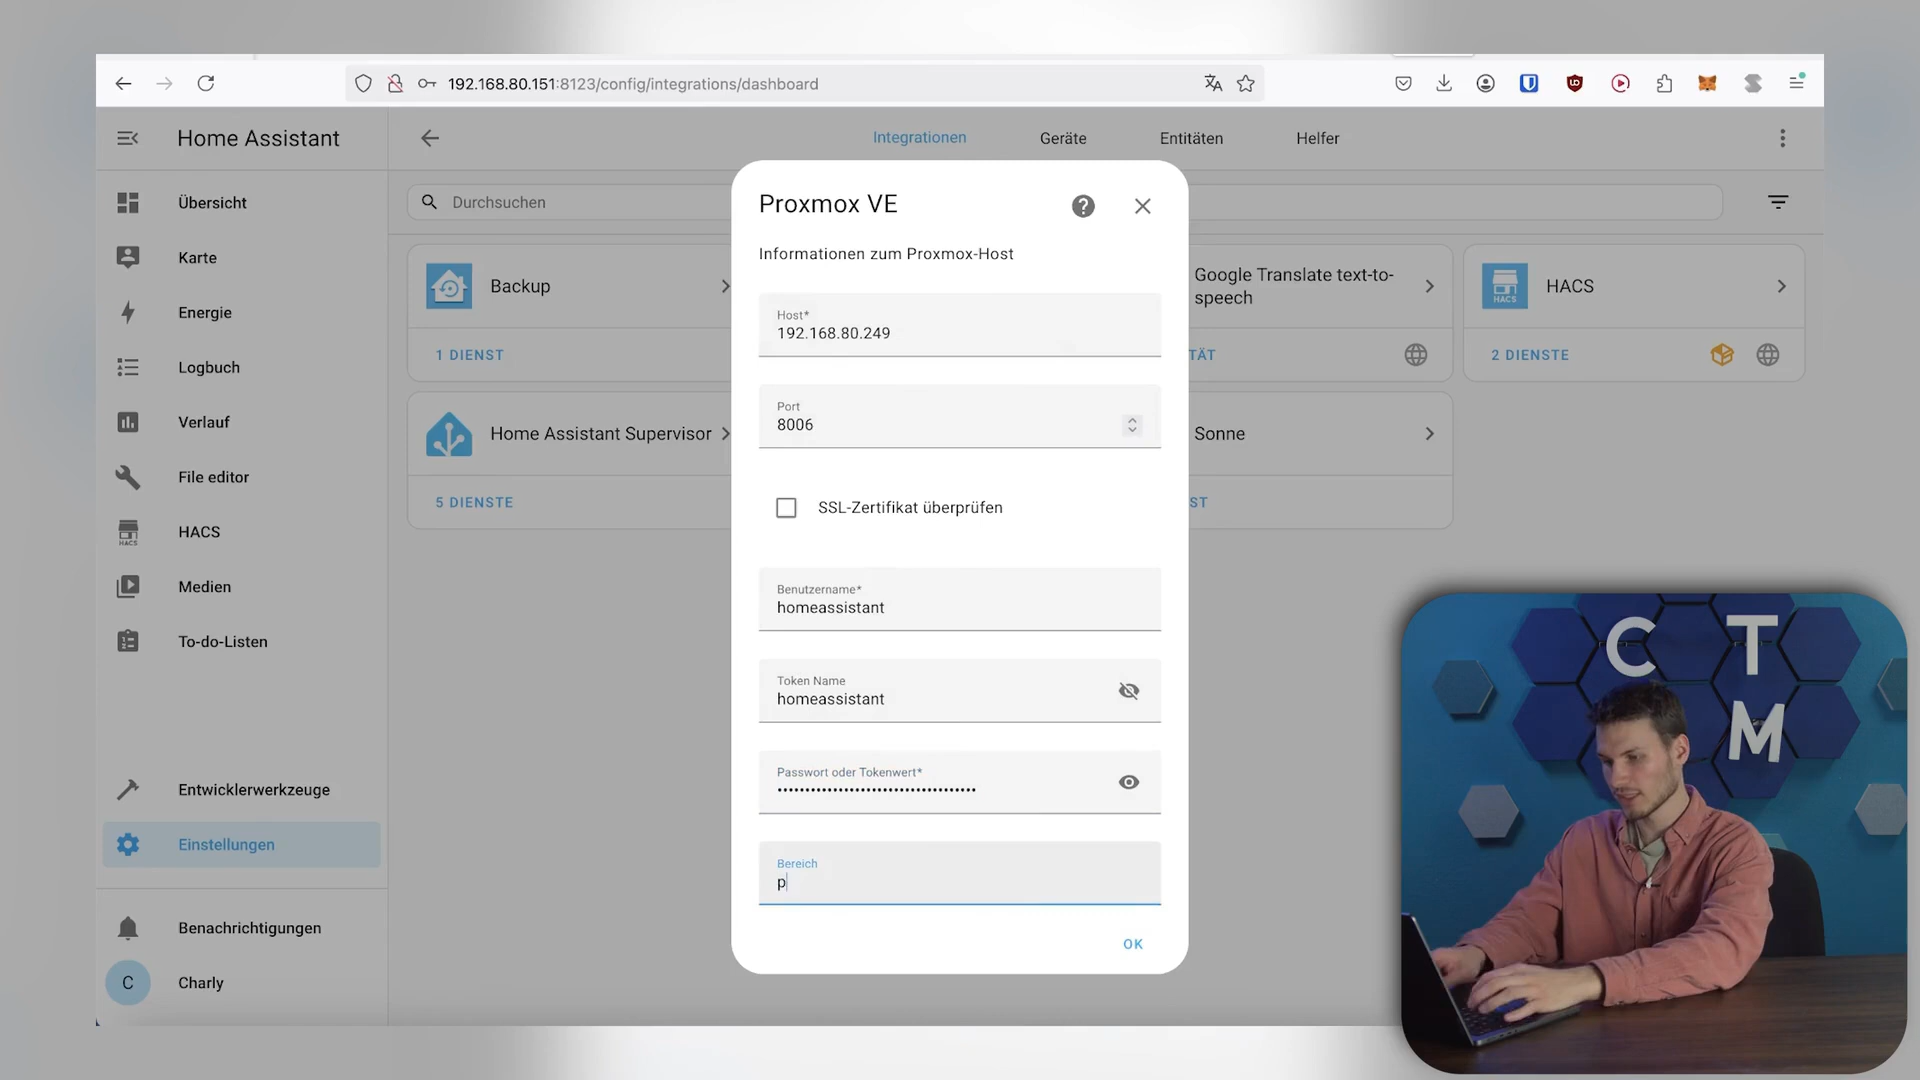 192.168.80.151:8123/config/integrations/dashboard
Home Assistant
Integrationen
Geräte
Entitäten
Helfer
Übersicht
Karte
Energie
Logbuch
Verlauf
File editor
HACS
Medien
To-do-Listen
Entwicklerwerkzeuge
Einstellungen
Benachrichtigungen
C
Charly
Durchsuchen
Backup
1 DIENST
Home Assistant Supervisor
5 DIENSTE
Google Translate text-to-
speech
TÄT
HACS
HACS
2 DIENSTE
Sonne
ST
Proxmox VE
Informationen zum Proxmox-Host
Host*
192.168.80.249
Port
8006
SSL-Zertifikat überprüfen
Benutzername*
homeassistant
Token Name
homeassistant
Passwort oder Tokenwert*
••••••••••••••••••••••••••••••••••••
Bereich
p
OK
C T
M